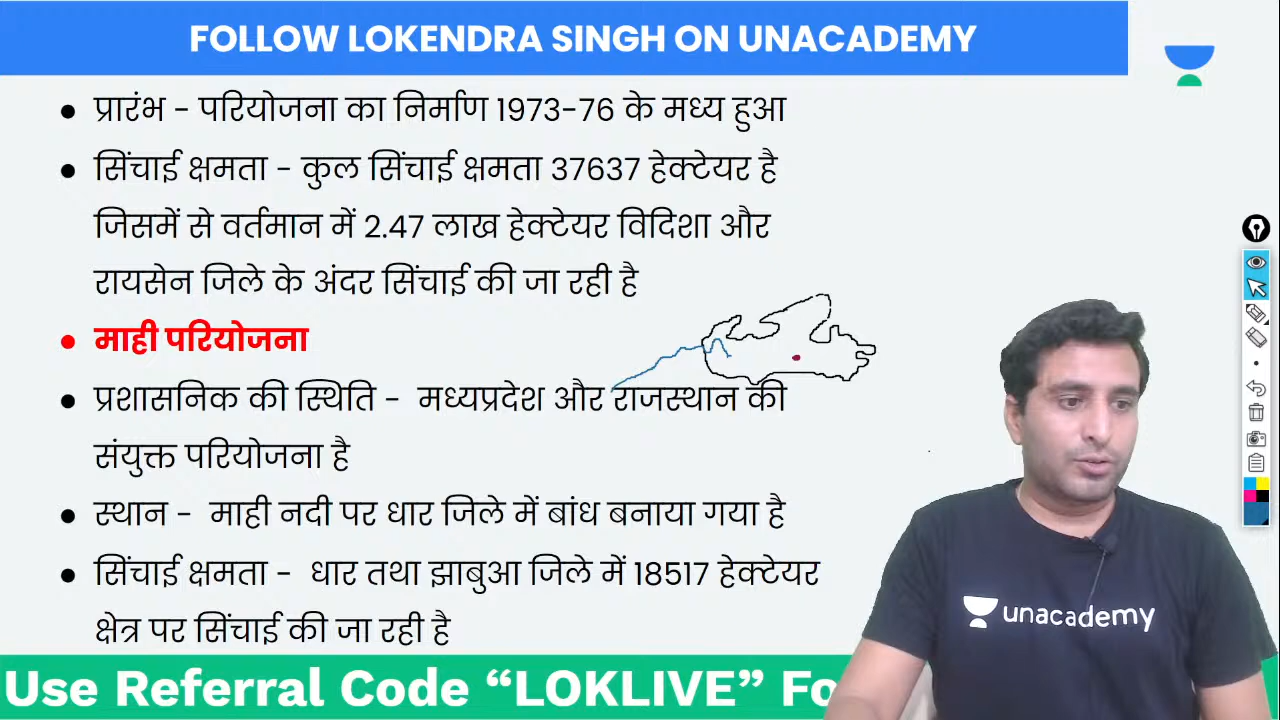 FOLLOW LOKENDRA SINGH ON UNACADEMY
● प्रारंभ - परियोजना का निर्माण 1973-76 के मध्य हुआ
● सिंचाई क्षमता - कुल सिंचाई क्षमता 37637 हेक्टेयर है
जिसमें से वर्तमान में 2.47 लाख हेक्टेयर विदिशा और
रायसेन जिले के अंदर सिंचाई की जा रही है
● माही परियोजना
● प्रशासनिक की स्थिति - मध्यप्रदेश और राजस्थान की
संयुक्त परियोजना है
● स्थान - माही नदी पर धार जिले में बांध बनाया गया है
● सिंचाई क्षमता - धार तथा झाबुआ जिले में 18517 हेक्टेयर
क्षेत्र पर सिंचाई की जा रही है
unacademy
Use Referral Code “LOKLIVE” Fo